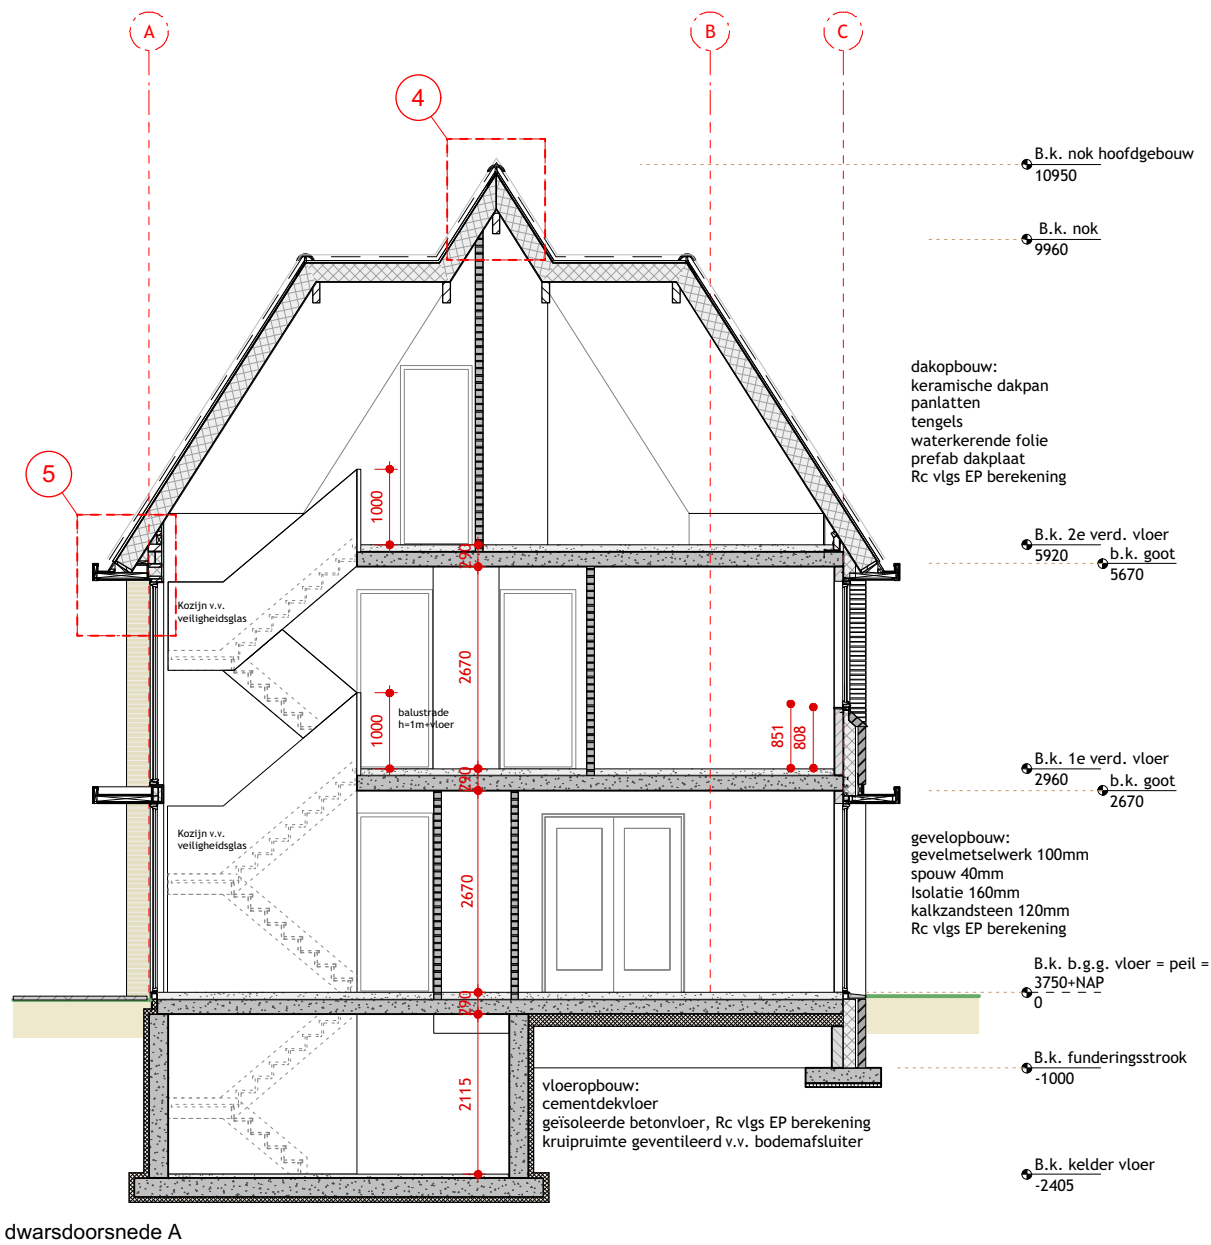 A
B
C
4
B.k. nok hoofdgebouw
10950
B.k. nok
9960
dakopbouw:
keramische dakpan
panlatten
tengels
waterkerende folie
prefab dakplaat
Rc vlgs EP berekening
5
1000
290
B.k. 2e verd. vloer
5920
b.k. goot
5670
Kozijn v.v.
veiligheidsglas
2670
balustrade
h=1m+vloer
1000
851
808
290
B.k. 1e verd. vloer
2960
b.k. goot
2670
Kozijn v.v.
veiligheidsglas
2670
gevelopbouw:
gevelmetselwerk 100mm
spouw 40mm
Isolatie 160mm
kalkzandsteen 120mm
Rc vlgs EP berekening
B.k. b.g.g. vloer = peil =
3750+NAP
0
290
B.k. funderingsstrook
-1000
2115
vloeropbouw:
cementdekvloer
geïsoleerde betonvloer, Rc vlgs EP berekening
kruipruimte geventileerd v.v. bodemafsluiter
B.k. kelder vloer
-2405
dwarsdoorsnede A